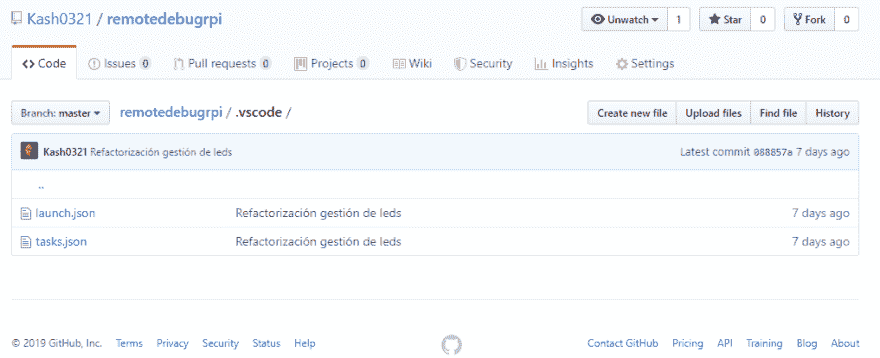 Kash0321 / remotedebugrpi Unwatch 1 Star 0 Fork 0
Code Issues 0 Pull requests 0 Projects 0 Wiki Security Insights Settings
Branch: master remotedebugrpi / .vscode / Create new file Upload files Find file History
Kash0321 Refactorización gestión de leds Latest commit 088857a 7 days ago
..
launch.json Refactorización gestión de leds 7 days ago
tasks.json Refactorización gestión de leds 7 days ago
© 2019 GitHub, Inc. Terms Privacy Security Status Help Contact GitHub Pricing API Training Blog About